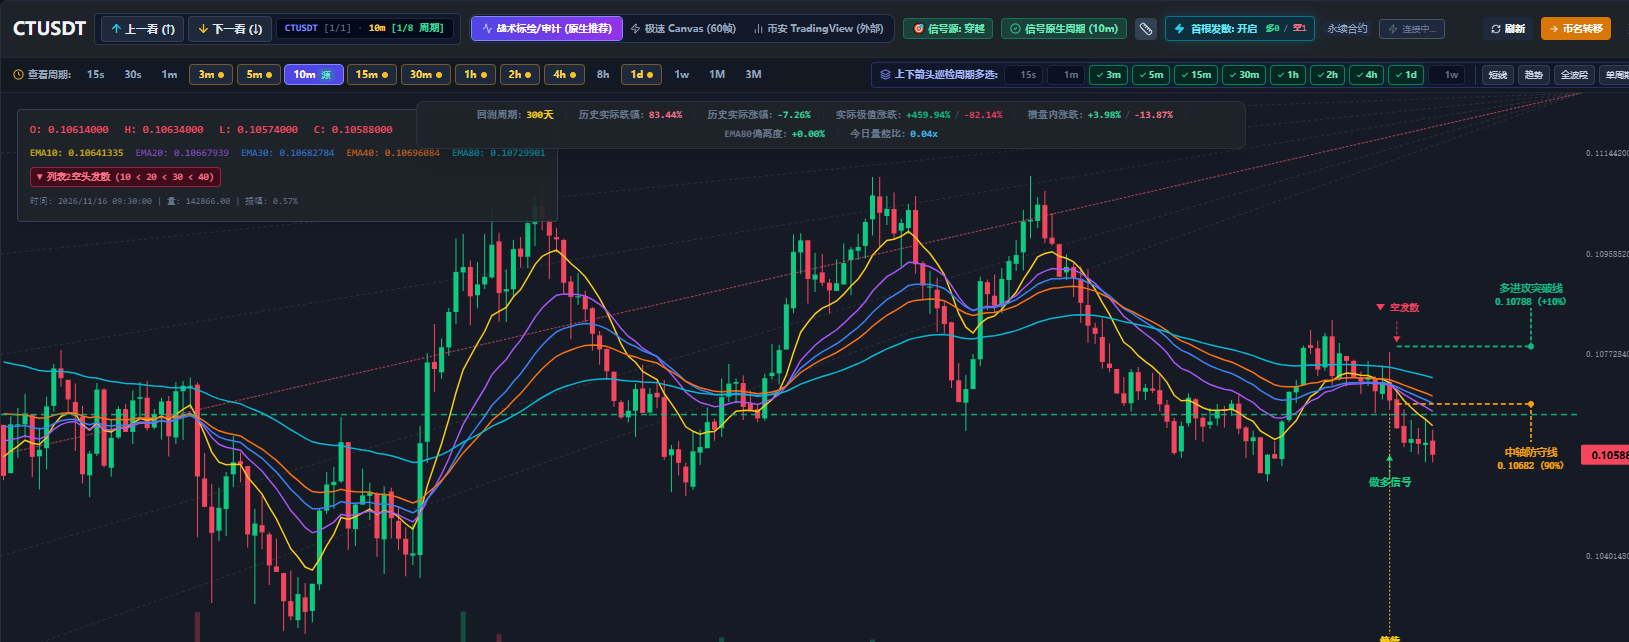 CTUSDT
↑ 上一看 (↑)
↓ 下一看 (↓)
CTUSDT [1/1] · 10m [1/8 周期]
战术标绘/审计 (原生推荐)
极速 Canvas (60帧)
币安 TradingView (外部)
信号源: 穿越
信号原生周期 (10m)
首根发散: 开启 多0 / 空1
永续合约
连接中...
刷新
→ 币名转移
查看周期: 15s 30s 1m 3m 5m 10m 源 15m 30m 1h 2h 4h 8h 1d 1w 1M 3M
上下箭头巡检周期多选: 15s 1m ✓ 3m ✓ 5m ✓ 15m ✓ 30m ✓ 1h ✓ 2h ✓ 4h ✓ 1d 1w
短线 趋势 全波段 单周期
回测周期: 300天 历史实际跌幅: 83.44% 历史实际涨幅: -7.26% 实际极值涨跌: +459.94% / -82.14% 横盘内涨跌: +3.98% / -13.87%
EMA80偏离度: +0.00% 今日量能比: 0.04x
O: 0.10614000 H: 0.10634000 L: 0.10574000 C: 0.10588000
EMA10: 0.10641335 EMA20: 0.10667939 EMA30: 0.10682784 EMA40: 0.10696084 EMA80: 0.10729901
▼ 列表2空头发散 (10 < 20 < 30 < 40)
时间: 2026/11/16 09:30:00 | 量: 142866.00 | 振幅: 0.57%
0.11144200
0.10958520
多进攻突破线
0.10788 (+10%)
▼ 空发散
0.10772840
中轴防守线
0.10682 (90%)
0.10588
做多信号
0.10401480